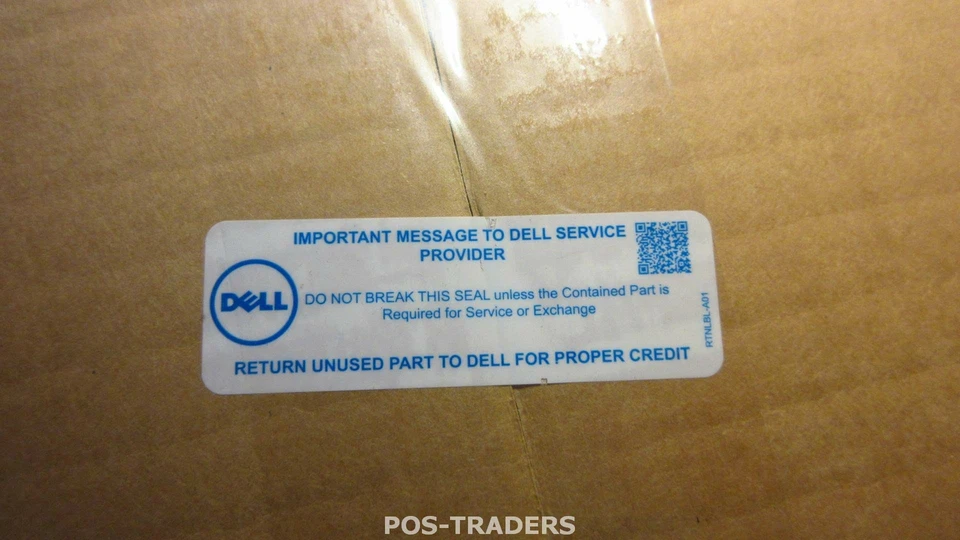 IMPORTANT MESSAGE TO DELL SERVICE
PROVIDER
DELL
DO NOT BREAK THIS SEAL unless the Contained Part is
Required for Service or Exchange
RETURN UNUSED PART TO DELL FOR PROPER CREDIT
RTNLBL-A01
POS-TRADERS